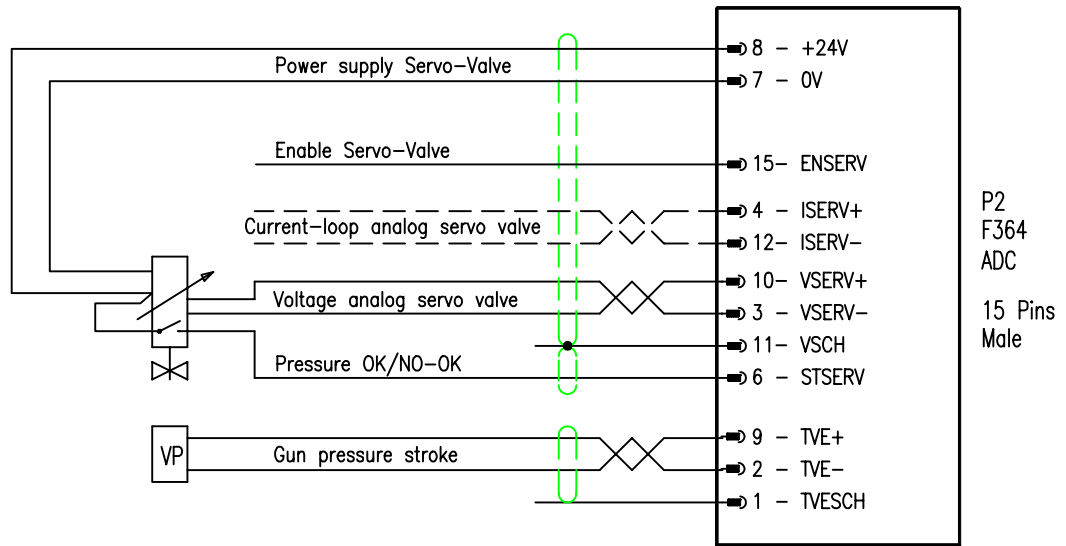 8 - +24V
Power supply Servo-Valve
7 - 0V
Enable Servo-Valve
15- ENSERV
4 - ISERV+
Current-loop analog servo valve
12- ISERV-
10- VSERV+
Voltage analog servo valve
3 - VSERV-
11- VSCH
Pressure OK/NO-OK
6 - STSERV
9 - TVE+
VP
Gun pressure stroke
2 - TVE-
1 - TVESCH
P2
F364
ADC
15 Pins
Male